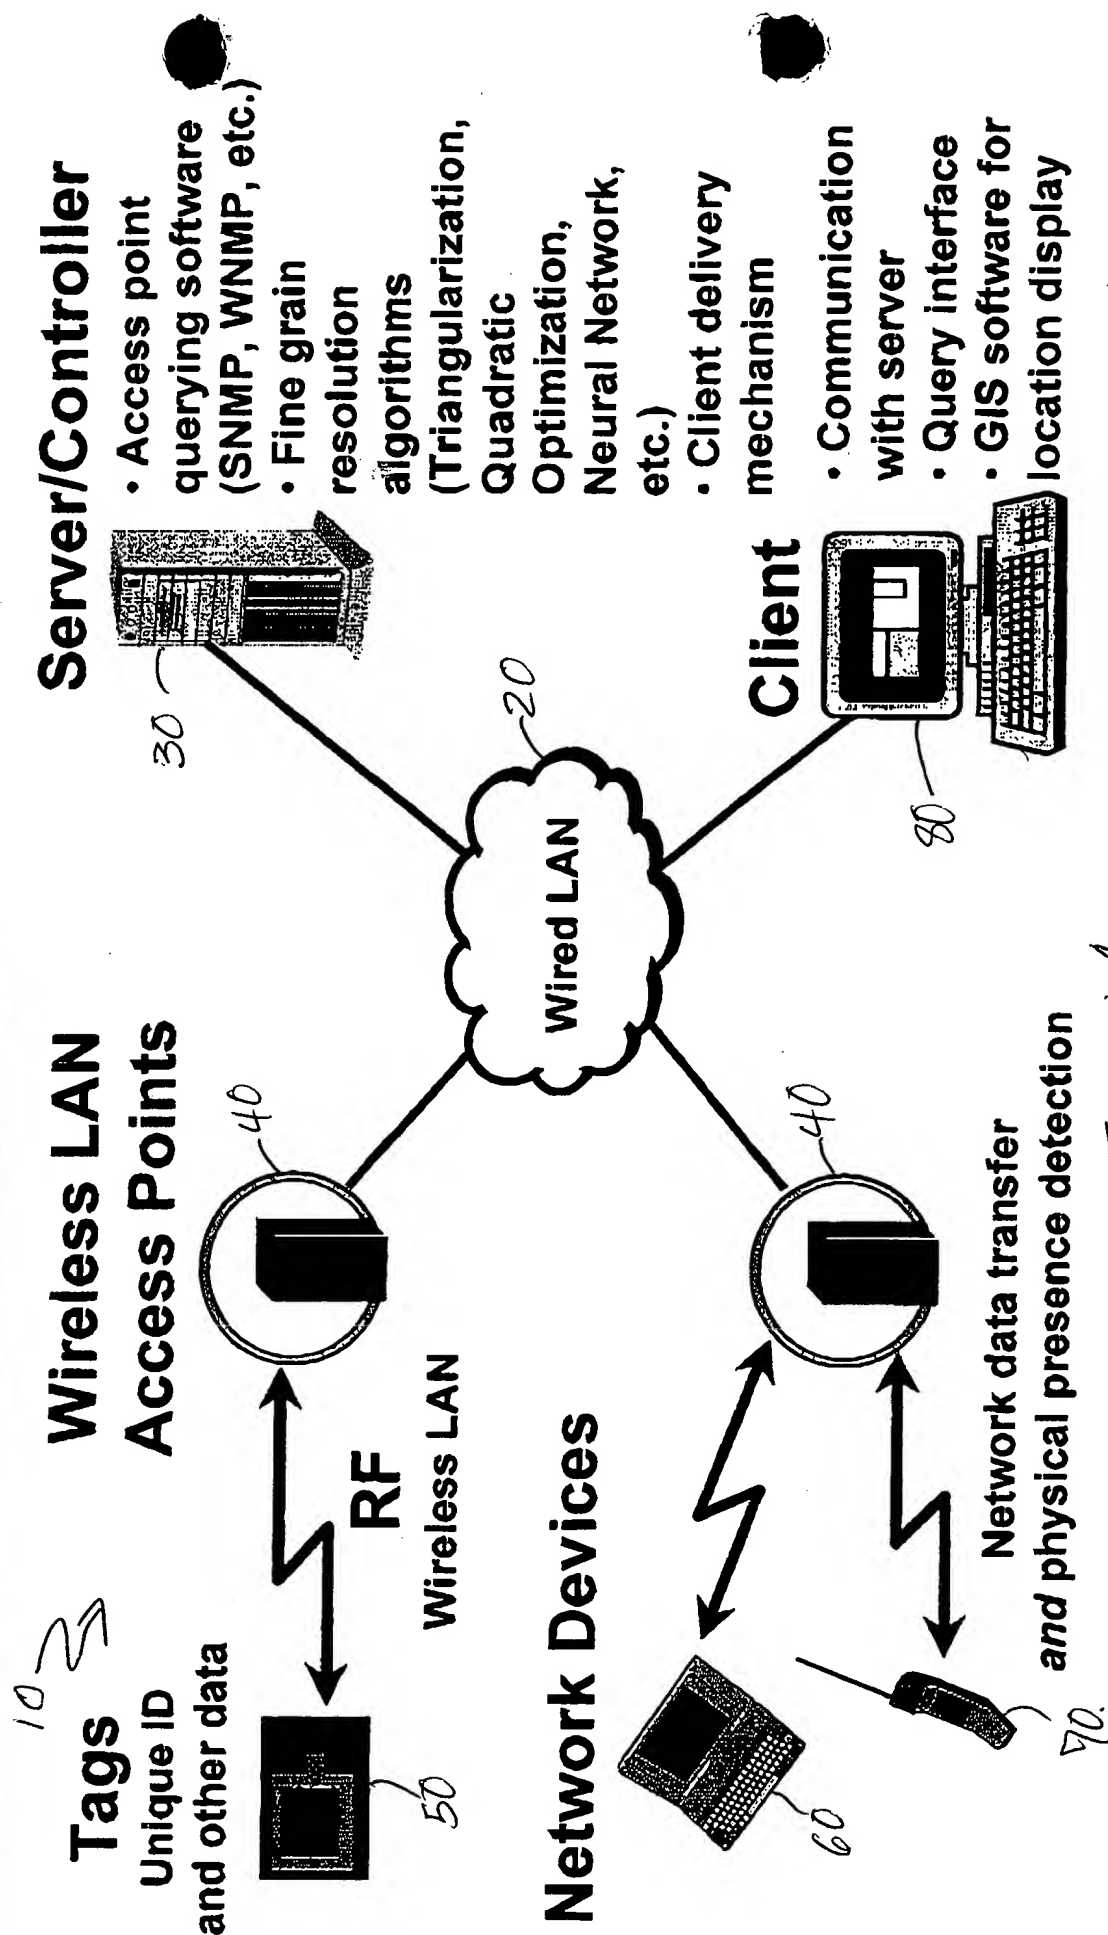 10
Tags
Unique ID
and other data
50
Wireless LAN
Access Points
40
RF
Wireless LAN
Server/Controller
30
• Access point
querying software
(SNMP, WNMP, etc.)
• Fine grain
resolution
algorithms
(Triangularization,
Quadratic
Optimization,
Neural Network,
etc.)
• Client delivery
mechanism
20
Wired LAN
Network Devices
60
70
40
Network data transfer
and physical presence detection
Client
80
• Communication
with server
• Query interface
• GIS software for
location display